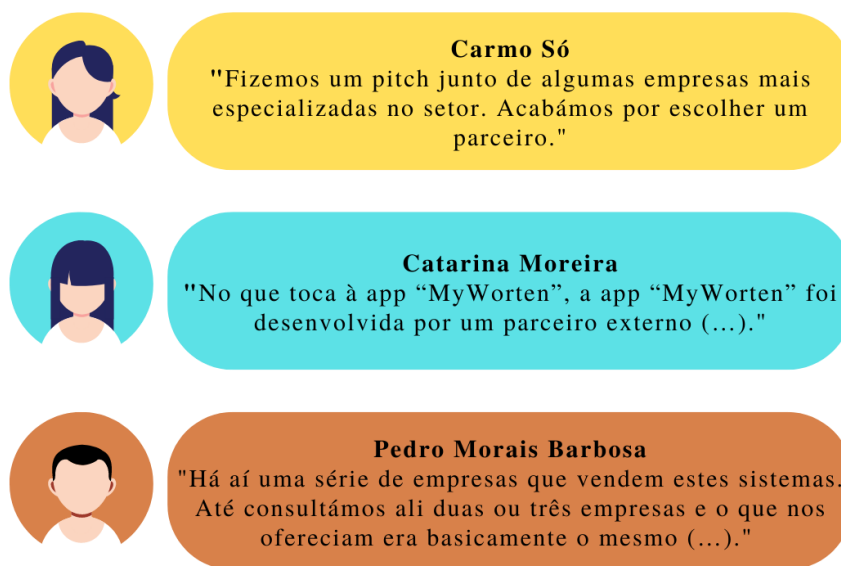 Carmo Só
"Fizemos um pitch junto de algumas empresas mais
especializadas no setor. Acabámos por escolher um
parceiro."
Catarina Moreira
"No que toca à app “MyWorten”, a app “MyWorten” foi
desenvolvida por um parceiro externo (...)."
Pedro Morais Barbosa
"Há aí uma série de empresas que vendem estes sistemas.
Até consultámos ali duas ou três empresas e o que nos
ofereciam era basicamente o mesmo (...)."